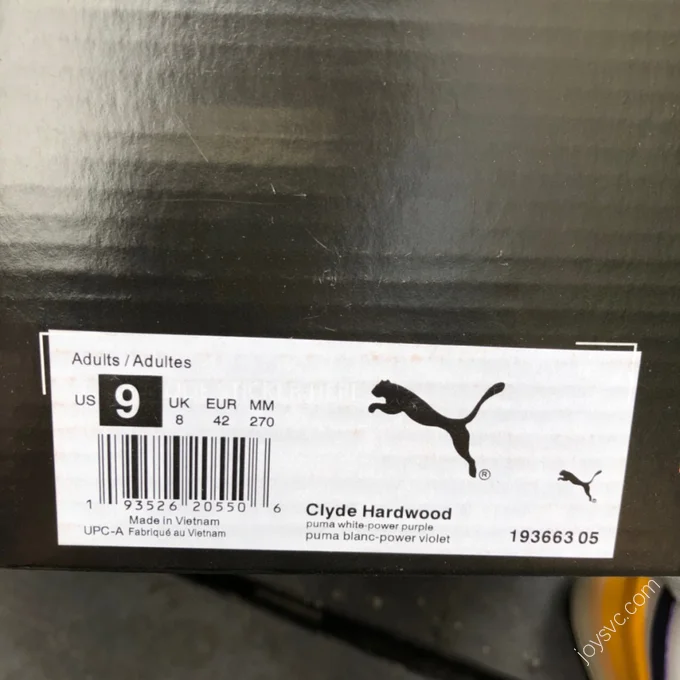 Adults / Adultes
US 9 UK EUR MM
8 42 270
1 93526 20550 6
Made in Vietnam
UPC-A Fabriqué au Vietnam
®
®
Clyde Hardwood
puma white-power purple
puma blanc-power violet
193663 05
joysvc.com